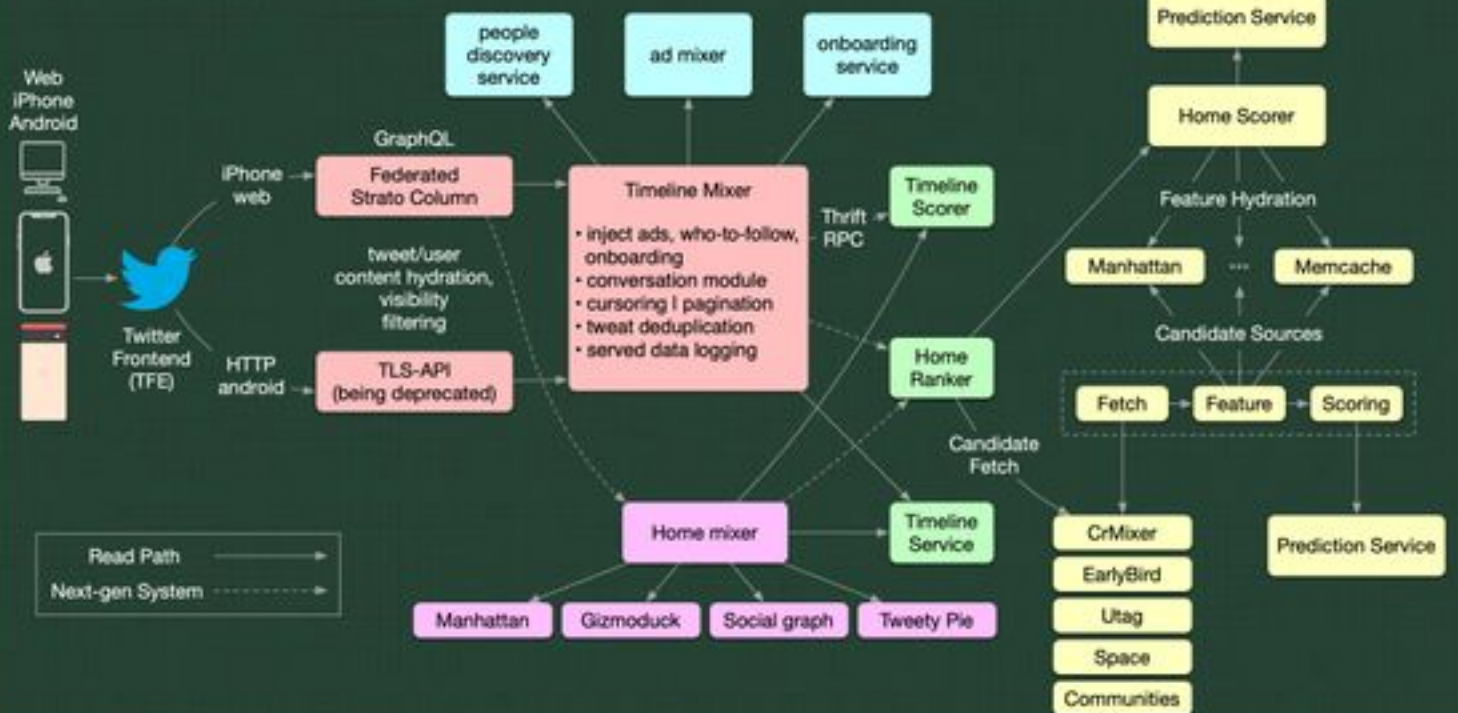 Web
iPhone
Android
Twitter
Frontend
(TFE)
iPhone
web
HTTP
android
GraphQL
Federated
Strato Column
tweet/user
content hydration,
visibility
filtering
TLS-API
(being deprecated)
people
discovery
service
ad mixer
onboarding
service
Timeline Mixer
• inject ads, who-to-follow,
onboarding
• conversation module
• cursoring | pagination
• tweat deduplication
• served data logging
Thrift
RPC
Timeline
Scorer
Home
Ranker
Timeline
Service
Candidate
Fetch
Home mixer
Manhattan
Gizmoduck
Social graph
Tweety Pie
Read Path
Next-gen System
Prediction Service
Home Scorer
Feature Hydration
Manhattan
...
Memcache
Candidate Sources
Fetch
Feature
Scoring
CrMixer
EarlyBird
Utag
Space
Communities
Prediction Service